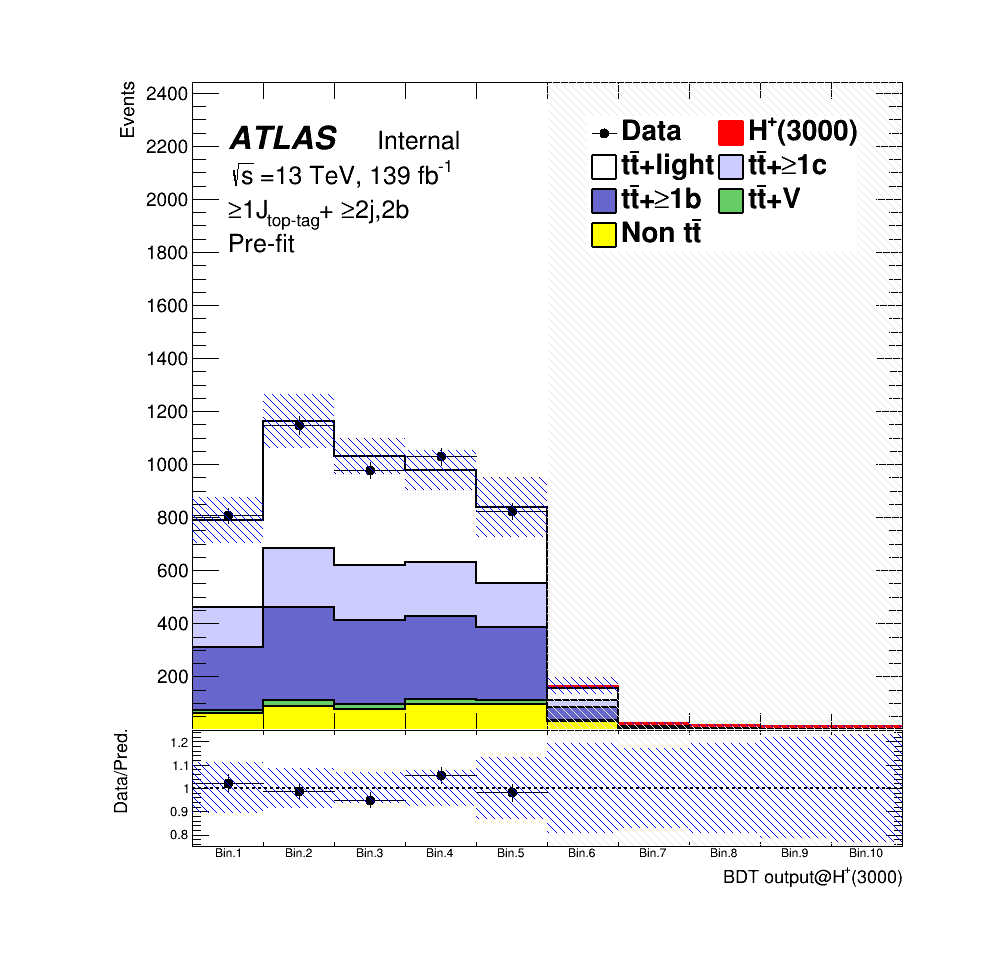 Events
2400
2200
2000
1800
1600
1400
1200
1000
800
600
400
200
ATLAS Internal
√s =13 TeV, 139 fb⁻¹
≥1J_top-tag+ ≥2j,2b
Pre-fit
Data H⁺(3000)
tt̄+light tt̄+≥1c
tt̄+≥1b tt̄+V
Non tt̄
Data/Pred.
1.2
1.1
1
0.9
0.8
Bin.1 Bin.2 Bin.3 Bin.4 Bin.5 Bin.6 Bin.7 Bin.8 Bin.9 Bin.10
BDT output@H⁺(3000)